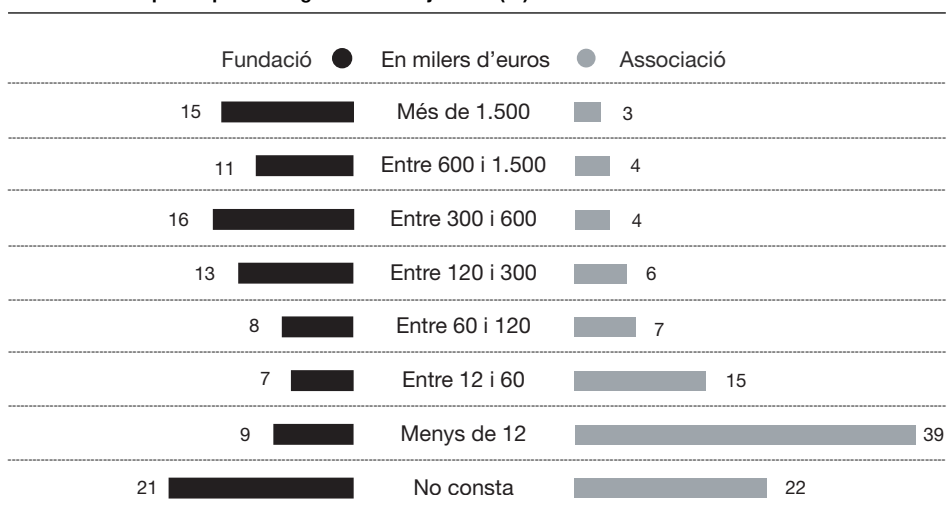 Fundació En milers d'euros Associació
15 Més de 1.500 3
11 Entre 600 i 1.500 4
16 Entre 300 i 600 4
13 Entre 120 i 300 6
8 Entre 60 i 120 7
7 Entre 12 i 60 15
9 Menys de 12 39
21 No consta 22